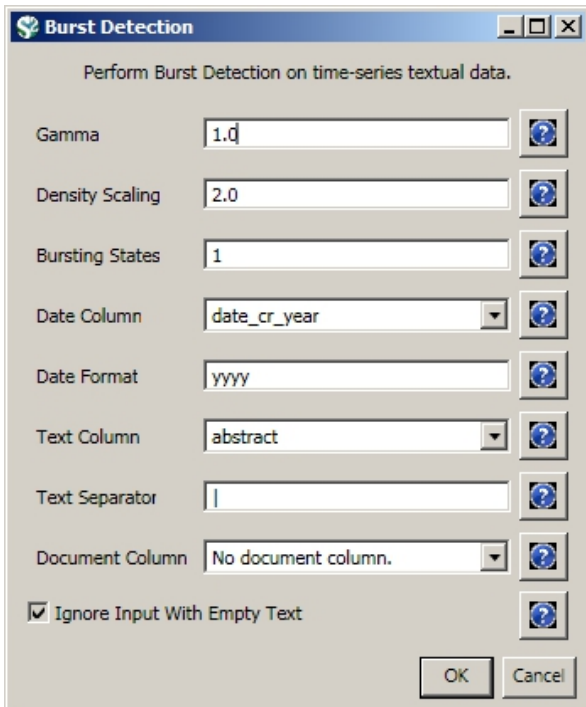 Burst Detection
Perform Burst Detection on time-series textual data.
Gamma 1.0
Density Scaling 2.0
Bursting States 1
Date Column date_cr_year
Date Format yyyy
Text Column abstract
Text Separator |
Document Column No document column.
Ignore Input With Empty Text
OK Cancel